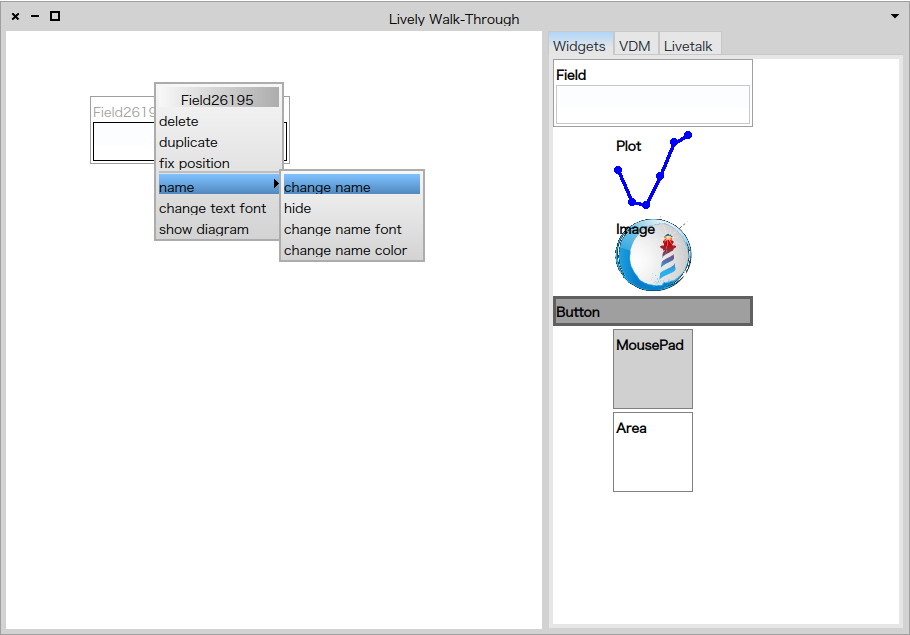 Lively Walk-Through
Field2619
Field26195
delete
duplicate
fix position
name
change text font
show diagram
change name
hide
change name font
change name color
Widgets
VDM
Livetalk
Field
Plot
Image
Button
MousePad
Area